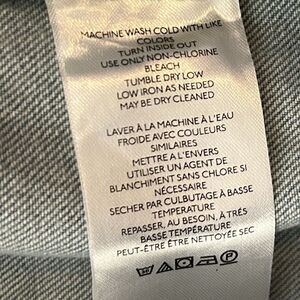 MACHINE WASH COLD WITH LIKE
COLORS
TURN INSIDE OUT
USE ONLY NON-CHLORINE
BLEACH
TUMBLE DRY LOW
LOW IRON AS NEEDED
MAY BE DRY CLEANED
LAVER À LA MACHINE À L'EAU
FROIDE AVEC COULEURS
SIMILAIRES
METTRE A L'ENVERS
UTILISER UN AGENT DE
BLANCHIMENT SANS CHLORE SI
NÉCESSAIRE
SECHER PAR CULBUTAGE À BASSE
TEMPERATURE
REPASSER, AU BESOIN, À TRÈS
BASSE TEMPÉRATURE
PEUT-ÊTRE ÊTRE NETTOYÉE SEC